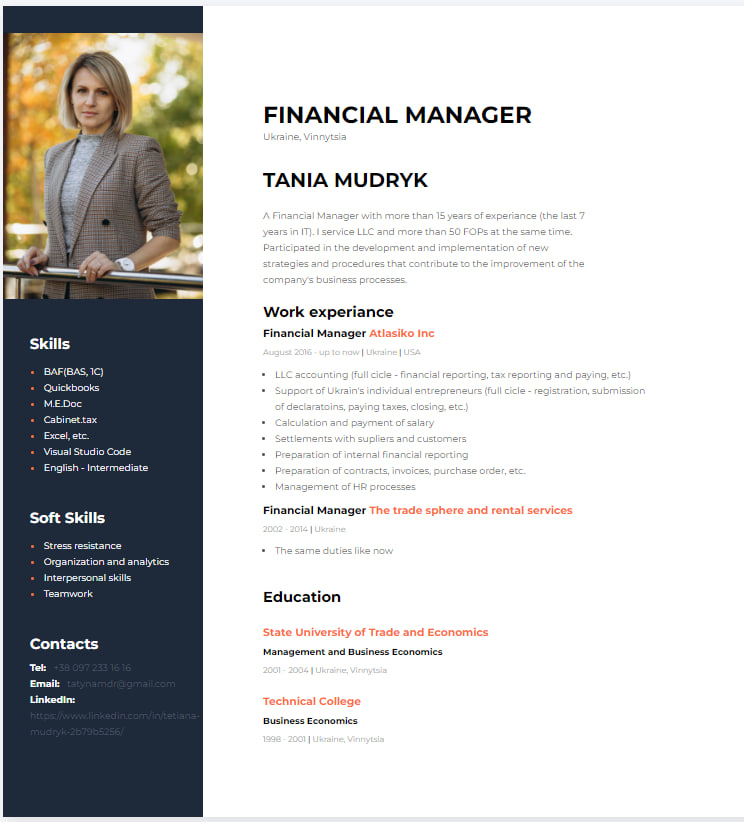 Skills
BAF(BAS, 1C)
Quickbooks
M.E.Doc
Cabinet.tax
Excel, etc.
Visual Studio Code
English - Intermediate
Soft Skills
Stress resistance
Organization and analytics
Interpersonal skills
Teamwork
Contacts
Tel: +38 097 233 16 16
Email: tatynamdr@gmail.com
LinkedIn:
https://www.linkedin.com/in/tetiana-
mudryk-2b79b5256/
FINANCIAL MANAGER
Ukraine, Vinnytsia
TANIA MUDRYK
A Financial Manager with more than 15 years of experiance (the last 7
years in IT). I service LLC and more than 50 FOPs at the same time.
Participated in the development and implementation of new
strategies and procedures that contribute to the improvement of the
company's business processes.
Work experiance
Financial Manager Atlasiko Inc
August 2016 - up to now | Ukraine | USA
LLC accounting (full cicle - financial reporting, tax reporting and paying, etc.)
Support of Ukrain's individual entrepreneurs (full cicle - registration, submission
of declaratoins, paying taxes, closing, etc.)
Calculation and payment of salary
Settlements with supliers and customers
Preparation of internal financial reporting
Preparation of contracts, invoices, purchase order, etc.
Management of HR processes
Financial Manager The trade sphere and rental services
2002 - 2014 | Ukraine
The same duties like now
Education
State University of Trade and Economics
Management and Business Economics
2001 - 2004 | Ukraine, Vinnytsia
Technical College
Business Economics
1998 - 2001 | Ukraine, Vinnytsia